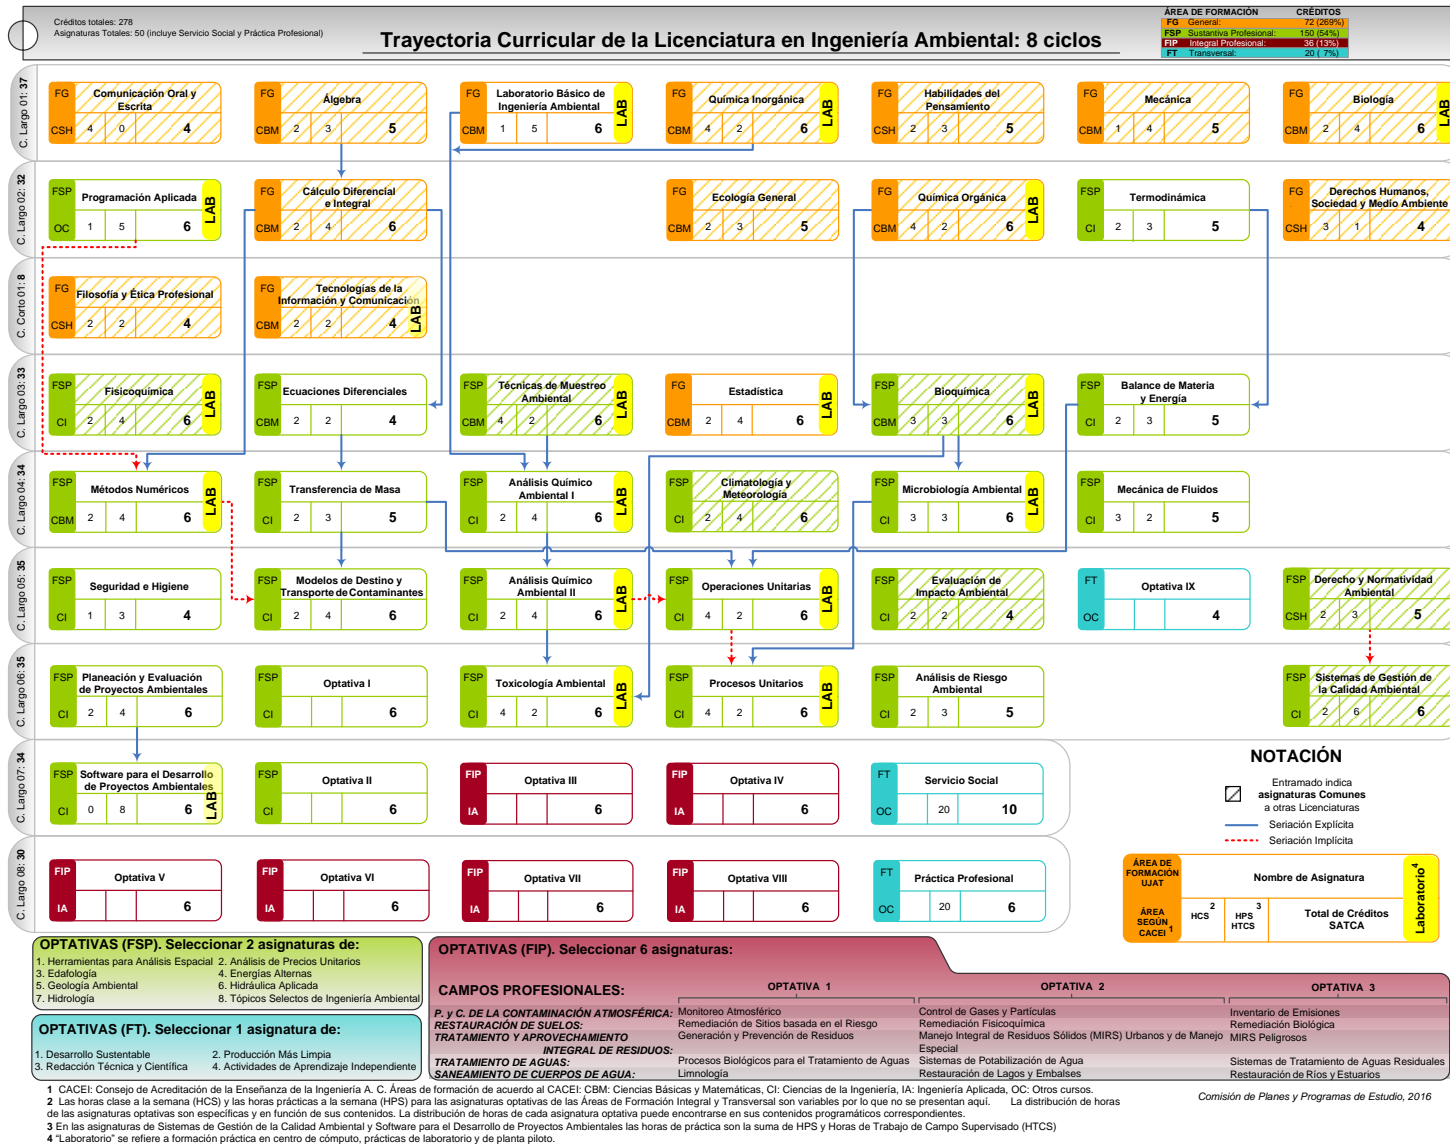 Créditos totales: 278
Asignaturas Totales: 50 (incluye Servicio Social y Práctica Profesional)
Trayectoria Curricular de la Licenciatura en Ingeniería Ambiental: 8 ciclos
ÁREA DE FORMACIÓN CRÉDITOS
FG General: 72 (269%)
FSP Sustantiva Profesional: 150 (54%)
FIP Integral Profesional: 36 (13%)
FT Transversal: 20 ( 7%)
C. Largo 01: 37
FG Comunicación Oral y Escrita CSH 4 0 4
FG Álgebra CBM 2 3 5
FG Laboratorio Básico de Ingeniería Ambiental CBM 1 5 6 LAB
FG Química Inorgánica CBM 4 2 6 LAB
FG Habilidades del Pensamiento CSH 2 3 5
FG Mecánica CBM 1 4 5
FG Biología CBM 2 4 6 LAB
C. Largo 02: 32
FSP Programación Aplicada OC 1 5 6 LAB
FG Cálculo Diferencial e Integral CBM 2 4 6
FG Ecología General CBM 2 3 5
FG Química Orgánica CBM 4 2 6 LAB
FSP Termodinámica CI 2 3 5
FG Derechos Humanos, Sociedad y Medio Ambiente CSH 3 1 4
C. Corto 01: 8
FG Filosofía y Ética Profesional CSH 2 2 4
FG Tecnologías de la Información y Comunicación CBM 2 2 4 LAB
C. Largo 03: 33
FSP Fisicoquímica CI 2 4 6 LAB
FSP Ecuaciones Diferenciales CBM 2 2 4
FSP Técnicas de Muestreo Ambiental CBM 4 2 6 LAB
FG Estadística CBM 2 4 6 LAB
FSP Bioquímica CBM 3 3 6 LAB
FSP Balance de Materia y Energía CI 2 3 5
C. Largo 04: 34
FSP Métodos Numéricos CBM 2 4 6 LAB
FSP Transferencia de Masa CI 2 3 5
FSP Análisis Químico Ambiental I CI 2 4 6 LAB
FSP Climatología y Meteorología CI 2 4 6
FSP Microbiología Ambiental CI 3 3 6 LAB
FSP Mecánica de Fluidos CI 3 2 5
C. Largo 05: 35
FSP Seguridad e Higiene CI 1 3 4
FSP Modelos de Destino y Transporte de Contaminantes CI 2 4 6
FSP Análisis Químico Ambiental II CI 2 4 6 LAB
FSP Operaciones Unitarias CI 4 2 6 LAB
FSP Evaluación de Impacto Ambiental CI 2 2 4
FT Optativa IX OC 4
FSP Derecho y Normatividad Ambiental CSH 2 3 5
C. Largo 06: 35
FSP Planeación y Evaluación de Proyectos Ambientales CI 2 4 6
FSP Optativa I CI 6
FSP Toxicología Ambiental CI 4 2 6 LAB
FSP Procesos Unitarios CI 4 2 6 LAB
FSP Análisis de Riesgo Ambiental CI 2 3 5
FSP Sistemas de Gestión de la Calidad Ambiental CI 2 6 6
C. Largo 07: 34
FSP Software para el Desarrollo de Proyectos Ambientales CI 0 8 6 LAB
FSP Optativa II CI 6
FIP Optativa III IA 6
FIP Optativa IV IA 6
FT Servicio Social OC 20 10
C. Largo 08: 30
FIP Optativa V IA 6
FIP Optativa VI IA 6
FIP Optativa VII IA 6
FIP Optativa VIII IA 6
FT Práctica Profesional OC 20 6
NOTACIÓN
Entramado indica
asignaturas Comunes
a otras Licenciaturas
Seriación Explícita
Seriación Implícita
ÁREA DE FORMACIÓN UJAT
Nombre de Asignatura
ÁREA SEGÚN CACEI 1
HCS 2
HPS HTCS 3
Total de Créditos SATCA
Laboratorio 4
OPTATIVAS (FSP). Seleccionar 2 asignaturas de:
1. Herramientas para Análisis Espacial 2. Análisis de Precios Unitarios
3. Edafología 4. Energías Alternas
5. Geología Ambiental 6. Hidráulica Aplicada
7. Hidrología 8. Tópicos Selectos de Ingeniería Ambiental
OPTATIVAS (FT). Seleccionar 1 asignatura de:
1. Desarrollo Sustentable 2. Producción Más Limpia
3. Redacción Técnica y Científica 4. Actividades de Aprendizaje Independiente
OPTATIVAS (FIP). Seleccionar 6 asignaturas:
CAMPOS PROFESIONALES: OPTATIVA 1 OPTATIVA 2 OPTATIVA 3
P. y C. DE LA CONTAMINACIÓN ATMOSFÉRICA: Monitoreo Atmosférico Control de Gases y Partículas Inventario de Emisiones
RESTAURACIÓN DE SUELOS: Remediación de Sitios basada en el Riesgo Remediación Fisicoquímica Remediación Biológica
TRATAMIENTO Y APROVECHAMIENTO INTEGRAL DE RESIDUOS: Generación y Prevención de Residuos Manejo Integral de Residuos Sólidos (MIRS) Urbanos y de Manejo Especial MIRS Peligrosos
TRATAMIENTO DE AGUAS: Procesos Biológicos para el Tratamiento de Aguas Sistemas de Potabilización de Agua Sistemas de Tratamiento de Aguas Residuales
SANEAMIENTO DE CUERPOS DE AGUA: Limnología Restauración de Lagos y Embalses Restauración de Ríos y Estuarios
1 CACEI: Consejo de Acreditación de la Enseñanza de la Ingeniería A. C. Áreas de formación de acuerdo al CACEI: CBM: Ciencias Básicas y Matemáticas, CI: Ciencias de la Ingeniería, IA: Ingeniería Aplicada, OC: Otros cursos.
2 Las horas clase a la semana (HCS) y las horas prácticas a la semana (HPS) para las asignaturas optativas de las Áreas de Formación Integral y Transversal son variables por lo que no se presentan aquí. La distribución de horas
de las asignaturas optativas son específicas y en función de sus contenidos. La distribución de horas de cada asignatura optativa puede encontrarse en sus contenidos programáticos correspondientes.
3 En las asignaturas de Sistemas de Gestión de la Calidad Ambiental y Software para el Desarrollo de Proyectos Ambientales las horas de práctica son la suma de HPS y Horas de Trabajo de Campo Supervisado (HTCS)
4 "Laboratorio" se refiere a formación práctica en centro de cómputo, prácticas de laboratorio y de planta piloto.
Comisión de Planes y Programas de Estudio, 2016